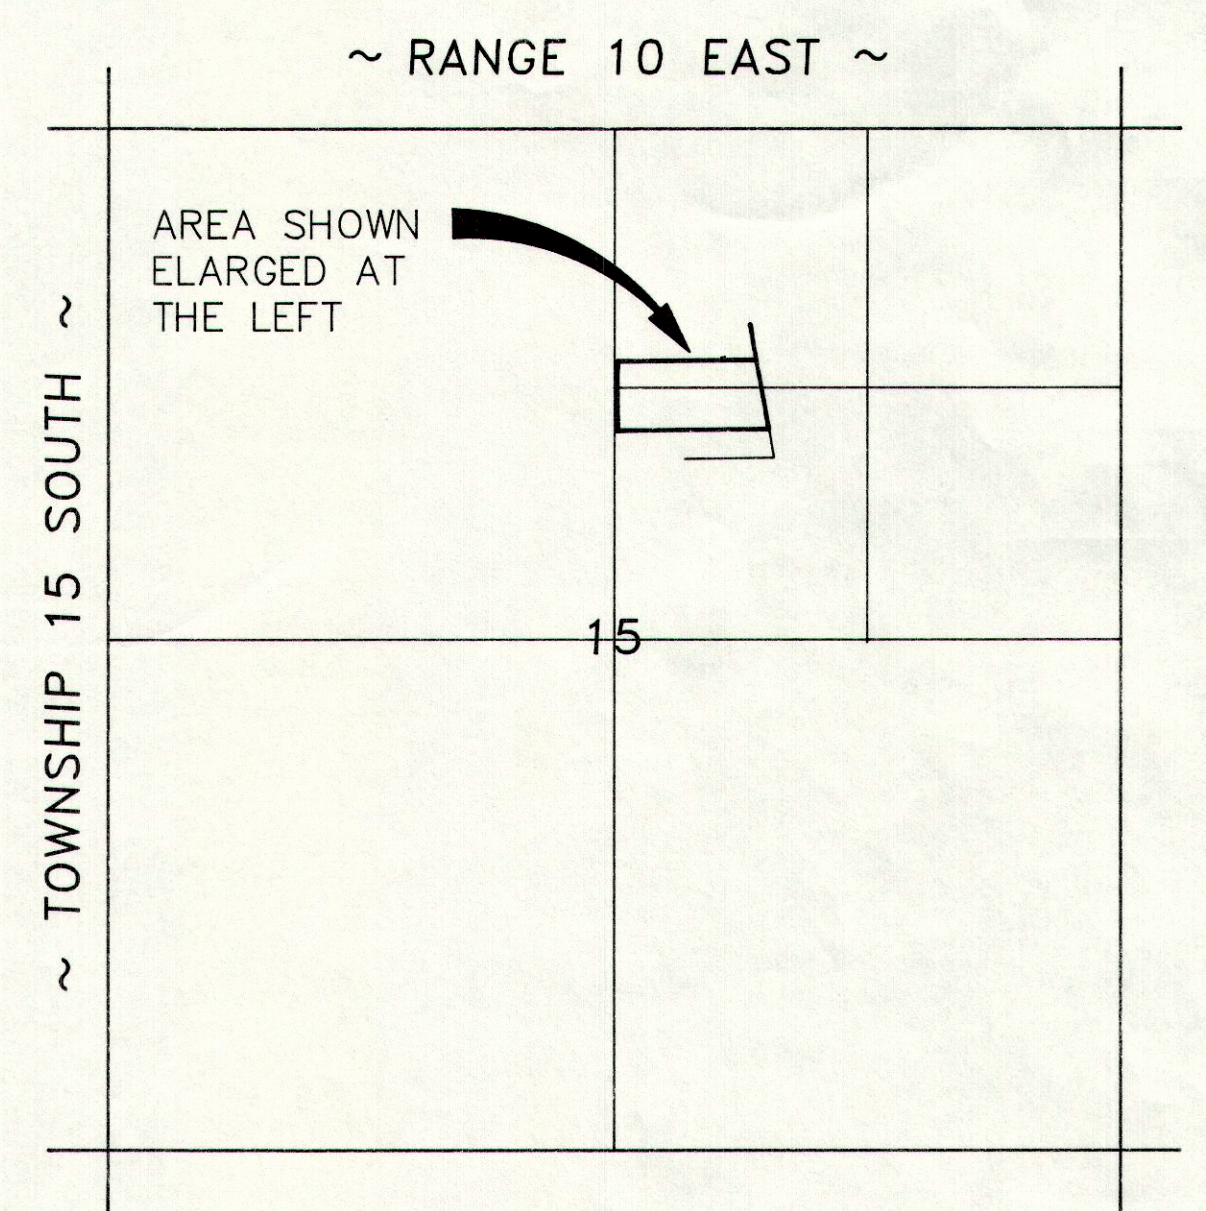 ~ RANGE 10 EAST ~
AREA SHOWN
ELARGED AT
THE LEFT
~ TOWNSHIP 15 SOUTH ~
15